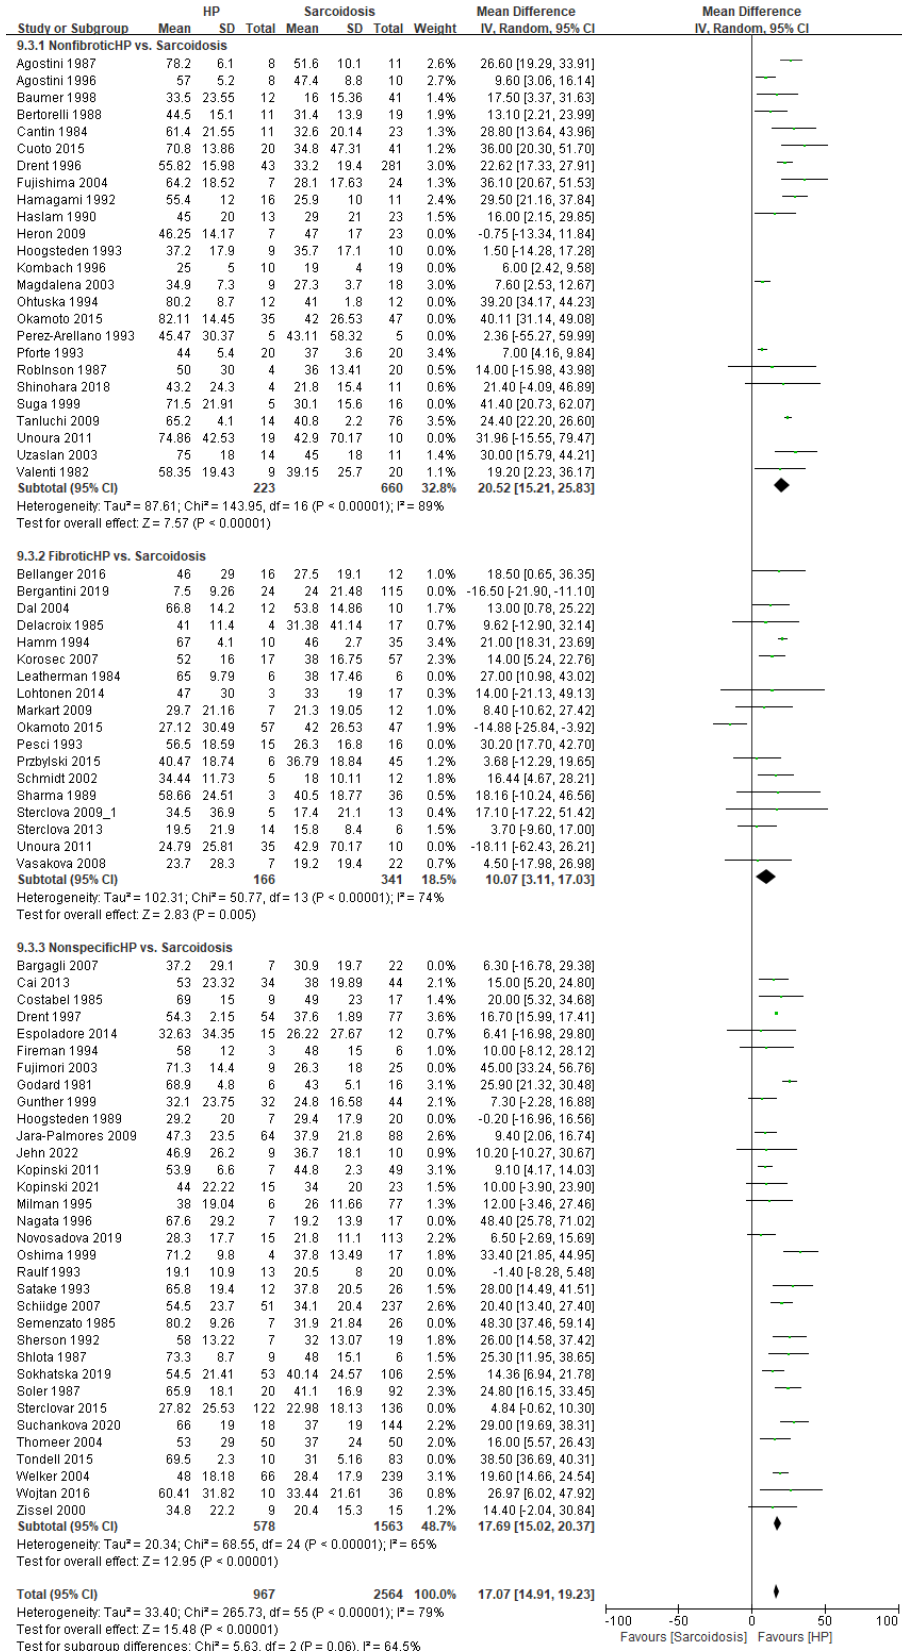 HP Sarcoidosis Mean Difference Mean Difference
Study or Subgroup Mean SD Total Mean SD Total Weight IV, Random, 95% CI IV, Random, 95% CI
9.3.1 NonfibroticHP vs. Sarcoidosis
Agostini 1987 78.2 6.1 8 51.6 10.1 11 2.6% 26.60 [19.29, 33.91]
Agostini 1996 57 5.2 8 47.4 8.8 10 2.8% 9.60 [3.06, 16.14]
Baumer 1998 33.5 23.55 12 16 15.36 41 1.4% 17.50 [3.37, 31.63]
Bertorelli 1988 44.5 15.1 11 31.4 13.9 19 1.9% 13.10 [2.21, 23.99]
Cantin 1984 61.4 21.55 11 32.6 20.14 23 1.3% 28.80 [13.64, 43.96]
Cuoto 2015 70.8 13.86 20 34.8 47.31 41 1.2% 36.00 [20.30, 51.70]
Drent 1996 55.82 15.98 43 33.2 19.4 281 3.0% 22.62 [17.33, 27.91]
Fujishima 2004 64.2 18.52 7 28.1 17.63 24 1.2% 36.10 [20.67, 51.53]
Hamagami 1992 55.4 12 16 25.9 10 11 2.4% 29.50 [21.16, 37.84]
Haslam 1990 45 20 13 29 21 23 1.4% 16.00 [2.15, 29.85]
Heron 2009 46.25 14.17 7 47 17 23 0.0% -0.75 [-13.34, 11.84]
Hoogsteden 1993 37.2 17.9 9 35.7 17.1 10 0.0% 1.50 [-14.28, 17.28]
Kombach 1996 25 5 10 19 4 19 0.0% 6.00 [2.42, 9.58]
Magdalena 2003 34.9 7.3 9 27.3 3.7 18 3.0% 7.60 [2.53, 12.67]
Ohtuska 1994 80.2 8.7 12 41 1.8 12 0.0% 39.20 [34.17, 44.23]
Okamoto 2015 82.11 14.45 35 42 26.53 47 0.0% 40.11 [31.14, 49.08]
Perez-Arellano 1993 45.47 30.37 5 43.11 58.32 5 0.0% 2.36 [-55.27, 59.99]
Pforte 1993 44 5.4 20 37 3.6 20 3.4% 7.00 [4.16, 9.84]
Roblnson 1987 50 30 4 36 13.41 20 0.0% 14.00 [-15.98, 43.98]
Shinohara 2018 43.2 24.3 4 21.8 15.4 11 0.6% 21.40 [-4.09, 46.89]
Suga 1999 71.5 21.91 5 30.1 15.6 16 0.0% 41.40 [20.73, 62.07]
Tanluchi 2009 65.2 4.1 14 40.8 2.2 76 3.5% 24.40 [22.20, 26.60]
Unoura 2011 74.86 42.53 19 42.9 70.17 10 0.0% 31.96 [-15.55, 79.47]
Uzaslan 2003 75 18 14 45 18 11 1.4% 30.00 [15.79, 44.21]
Valenti 1982 58.35 19.43 9 39.15 25.7 20 1.1% 19.20 [2.23, 36.17]
Subtotal (95% CI) 223 660 32.8% 20.52 [15.21, 25.83]
Heterogeneity: Tau² = 87.61; Chi² = 143.95, df = 16 (P < 0.00001); I² = 89%
Test for overall effect: Z = 7.57 (P < 0.00001)
9.3.2 FibroticHP vs. Sarcoidosis
Bellanger 2016 46 29 16 27.5 19.1 12 1.0% 18.50 [0.65, 36.35]
Bergantini 2019 7.5 9.26 24 24 21.48 115 0.0% -16.50 [-21.90, -11.10]
Dal 2004 66.8 14.2 12 53.8 14.86 10 1.7% 13.00 [0.78, 25.22]
Delacroix 1985 41 11.4 4 31.38 41.14 17 0.7% 9.62 [-12.90, 32.14]
Hamm 1994 67 4.1 10 46 2.7 35 3.4% 21.00 [18.31, 23.69]
Korosec 2007 52 16 17 38 16.75 57 2.3% 14.00 [5.24, 22.76]
Leatherman 1984 65 9.79 6 38 17.46 6 0.0% 27.00 [10.98, 43.02]
Lohtonen 2014 47 30 3 33 19 17 0.3% 14.00 [-21.13, 49.13]
Markart 2009 29.7 21.16 7 21.3 19.05 12 0.9% 8.40 [-10.62, 27.42]
Okamoto 2015 27.12 30.49 57 42 26.53 47 1.9% -14.88 [-25.84, -3.92]
Pesci 1993 56.5 18.59 15 26.3 16.8 16 1.6% 30.20 [17.70, 42.70]
Przbylski 2015 40.47 18.74 6 36.79 18.84 45 1.2% 3.68 [-12.29, 19.65]
Schmidt 2002 34.44 11.73 5 18 10.11 12 1.7% 16.44 [4.67, 28.21]
Sharma 1989 58.66 24.51 3 40.5 18.77 36 0.5% 18.16 [-10.24, 46.56]
Sterclova 2009_1 34.5 36.9 5 17.4 21.1 13 0.3% 17.10 [-17.22, 51.42]
Sterclova 2013 19.5 21.9 14 15.8 8.4 6 1.5% 3.70 [-9.60, 17.00]
Unoura 2011 24.79 25.81 35 42.9 70.17 10 0.0% -18.11 [-62.43, 26.21]
Vasakova 2008 23.7 28.3 7 19.2 19.4 22 0.7% 4.50 [-17.98, 26.98]
Subtotal (95% CI) 166 341 18.5% 10.07 [3.11, 17.03]
Heterogeneity: Tau² = 102.31; Chi² = 50.77, df = 13 (P < 0.00001); I² = 74%
Test for overall effect: Z = 2.83 (P = 0.005)
9.3.3 NonspecificHP vs. Sarcoidosis
Bargagli 2007 37.2 29.1 7 30.9 19.7 22 0.0% 6.30 [-16.78, 29.38]
Cai 2013 53 23.32 34 38 19.89 44 2.1% 15.00 [5.20, 24.80]
Costabel 1985 69 15 9 49 23 17 1.3% 20.00 [5.32, 34.68]
Drent 1997 54.3 2.15 54 37.6 1.89 77 3.6% 16.70 [15.99, 17.41]
Espoladore 2014 32.63 34.35 15 26.22 27.67 12 0.7% 6.41 [-16.98, 29.80]
Fireman 1994 58 12 3 48 15 6 1.0% 10.00 [-8.12, 28.12]
Fujimori 2003 71.3 14.4 9 26.3 18 25 0.0% 45.00 [33.24, 56.76]
Godard 1981 68.9 4.8 6 43 5.1 16 3.1% 25.90 [21.32, 30.48]
Gunther 1999 32.1 23.75 32 24.8 16.58 44 2.1% 7.30 [-2.28, 16.88]
Hoogsteden 1989 29.2 20 7 29.4 17.9 20 0.0% -0.20 [-16.96, 16.56]
Jara-Palmores 2009 47.3 23.5 64 37.9 21.8 88 2.6% 9.40 [2.06, 16.74]
Jehn 2022 46.9 26.2 9 36.7 18.1 10 0.9% 10.20 [-10.27, 30.67]
Kopinski 2011 53.9 6.6 7 44.8 2.3 49 3.0% 9.10 [4.17, 14.03]
Kopinski 2021 44 22.22 15 34 20 23 1.4% 10.00 [-3.90, 23.90]
Milman 1995 38 19.04 6 26 11.66 77 1.2% 12.00 [-3.46, 27.46]
Nagata 1996 67.6 29.2 7 19.2 13.9 17 0.0% 48.40 [25.78, 71.02]
Novosadova 2019 28.3 17.7 15 21.8 11.1 113 2.2% 6.50 [-2.69, 15.69]
Oshima 1999 71.2 9.8 4 37.8 13.49 17 1.8% 33.40 [21.85, 44.95]
Raulf 1993 19.1 10.9 13 20.5 8 20 0.0% -1.40 [-8.28, 5.48]
Satake 1993 65.8 19.4 12 37.8 20.5 26 1.5% 28.00 [14.49, 41.51]
Schiidge 2007 54.5 23.7 51 34.1 20.4 237 2.6% 20.40 [13.40, 27.40]
Semenzato 1985 80.2 9.26 7 31.9 21.84 26 0.0% 48.30 [37.46, 59.14]
Sherson 1992 58 13.22 7 32 13.07 19 1.8% 26.00 [14.58, 37.42]
Shlota 1987 73.3 8.7 9 48 15.1 6 1.5% 25.30 [11.95, 38.65]
Sokhatska 2019 54.5 21.41 53 40.14 24.57 106 2.5% 14.36 [6.94, 21.78]
Soler 1987 65.9 18.1 20 41.1 16.9 92 2.3% 24.80 [16.15, 33.45]
Sterclovar 2015 27.82 25.53 122 22.98 18.13 136 2.9% 4.84 [-0.62, 10.30]
Suchankova 2020 66 19 18 37 19 144 2.2% 29.00 [19.69, 38.31]
Thomeer 2004 53 29 50 37 24 50 2.0% 16.00 [5.57, 26.43]
Tondell 2015 69.5 2.3 10 31 5.16 83 0.0% 38.50 [36.69, 40.31]
Welker 2004 48 18.18 66 28.4 17.9 239 3.0% 19.60 [14.66, 24.54]
Wojtan 2016 60.41 31.82 10 33.44 21.61 36 0.8% 26.97 [6.02, 47.92]
Zissel 2000 34.8 22.2 9 20.4 15.3 15 1.2% 14.40 [-2.04, 30.84]
Subtotal (95% CI) 578 1563 48.7% 17.69 [15.02, 20.37]
Heterogeneity: Tau² = 20.34; Chi² = 68.55, df = 24 (P < 0.00001); I² = 65%
Test for overall effect: Z = 12.95 (P < 0.00001)
Total (95% CI) 967 2564 100.0% 17.07 [14.91, 19.23]
Heterogeneity: Tau² = 33.40; Chi² = 265.73, df = 55 (P < 0.00001); I² = 79%
Test for overall effect: Z = 15.48 (P < 0.00001)
Test for subgroup differences: Chi² = 5.63, df = 2 (P = 0.06), I² = 64.5%
-100 -50 0 50 100
Favours [Sarcoidosis] Favours [HP]